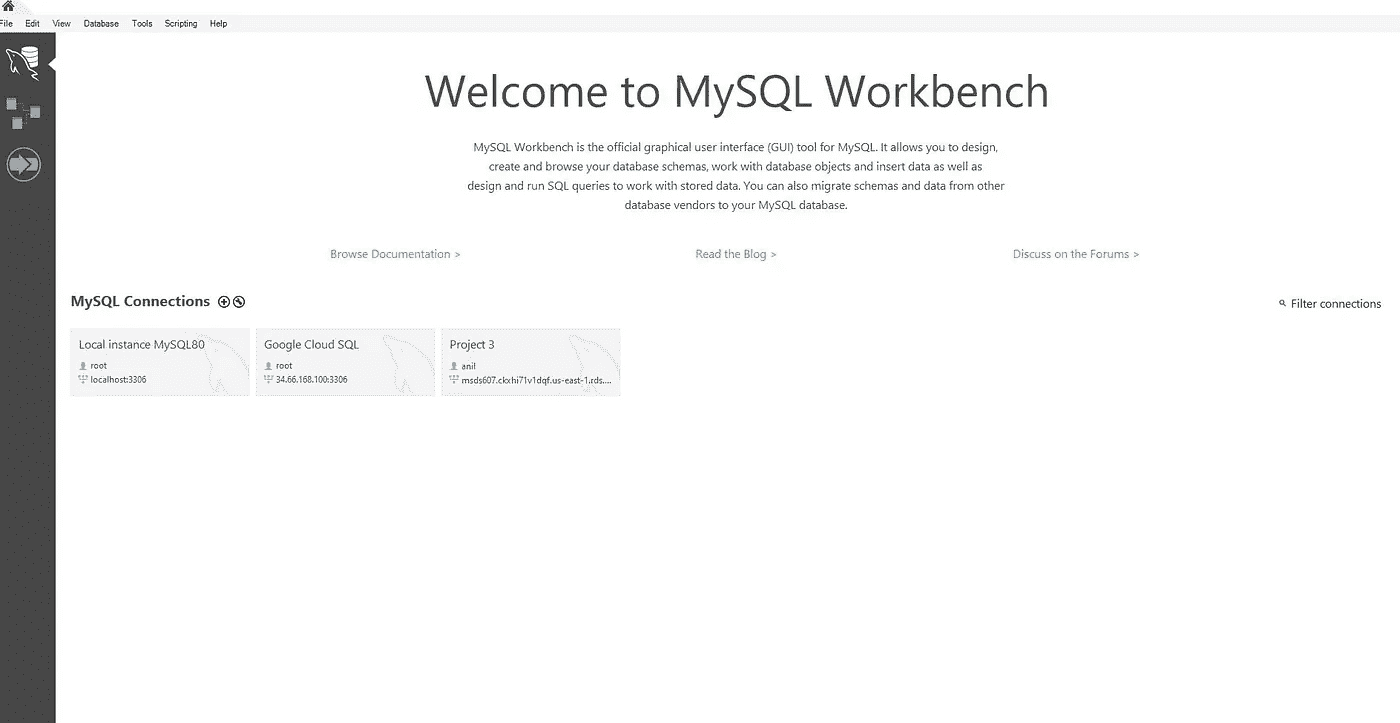 File Edit View Database Tools Scripting Help
Welcome to MySQL Workbench
MySQL Workbench is the official graphical user interface (GUI) tool for MySQL. It allows you to design,
create and browse your database schemas, work with database objects and insert data as well as
design and run SQL queries to work with stored data. You can also migrate schemas and data from other
database vendors to your MySQL database.
Browse Documentation > Read the Blog > Discuss on the Forums >
MySQL Connections
Filter connections
Local instance MySQL80
root
localhost:3306
Google Cloud SQL
root
34.66.168.100:3306
Project 3
anil
msds607.ckxhi71v1dqf.us-east-1.rds....